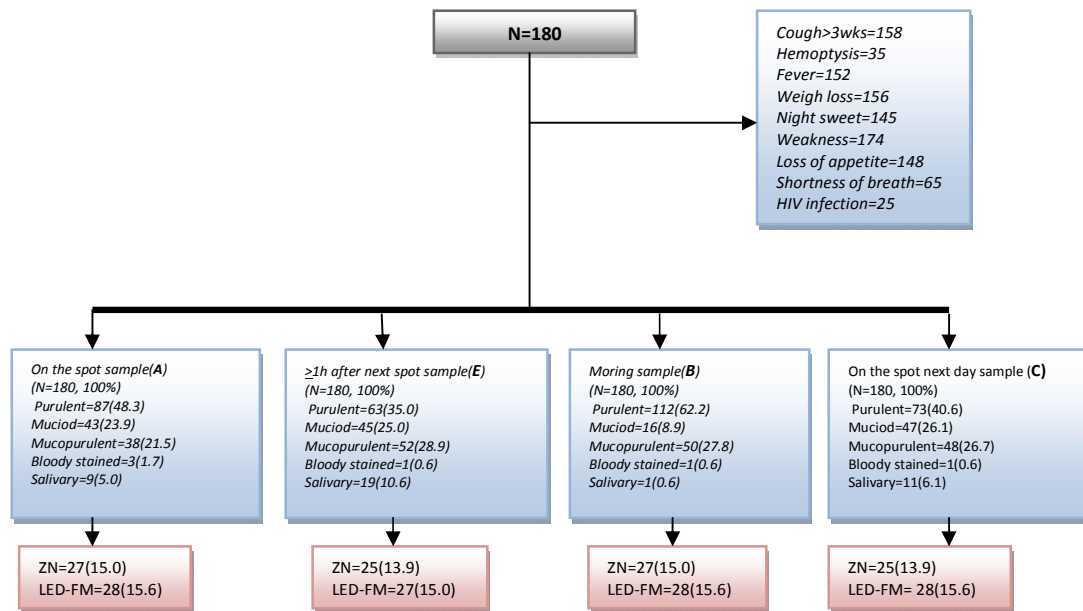 N=180
Cough>3wks=158
Hemoptysis=35
Fever=152
Weigh loss=156
Night sweet=145
Weakness=174
Loss of appetite=148
Shortness of breath=65
HIV infection=25
On the spot sample(A)
(N=180, 100%)
Purulent=87(48.3)
Muciod=43(23.9)
Mucopurulent=38(21.5)
Bloody stained=3(1.7)
Salivary=9(5.0)
>1h after next spot sample(E)
(N=180, 100%)
Purulent=63(35.0)
Muciod=45(25.0)
Mucopurulent=52(28.9)
Bloody stained=1(0.6)
Salivary=19(10.6)
Moring sample(B)
(N=180, 100%)
Purulent=112(62.2)
Muciod=16(8.9)
Mucopurulent=50(27.8)
Bloody stained=1(0.6)
Salivary=1(0.6)
On the spot next day sample (C)
(N=180, 100%)
Purulent=73(40.6)
Muciod=47(26.1)
Mucopurulent=48(26.7)
Bloody stained=1(0.6)
Salivary=11(6.1)
ZN=27(15.0)
LED-FM=28(15.6)
ZN=25(13.9)
LED-FM=27(15.0)
ZN=27(15.0)
LED-FM=28(15.6)
ZN=25(13.9)
LED-FM= 28(15.6)